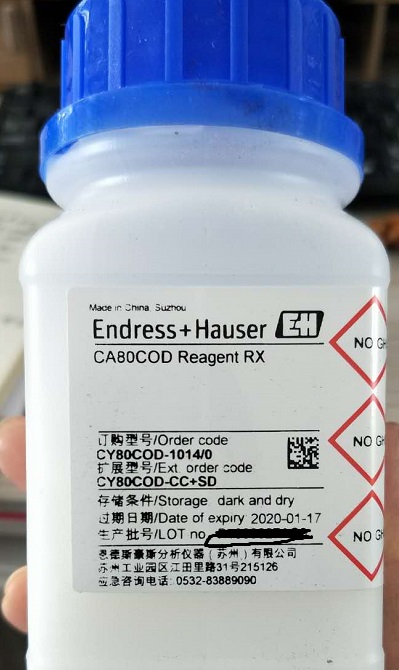 Made in China, Suzhou
Endress+Hauser EH
CA80COD Reagent RX
NO GH
订购型号/Order code
CY80COD-1014/0
扩展型号/Ext. order code
CY80COD-CC+SD
NO GH
存储条件/Storage dark and dry
过期日期/Date of expiry 2020-01-17
生产批号/LOT no.
NO GH
恩德斯豪斯分析仪器（苏州）有限公司
苏州工业园区江田里路31号215126
应急咨询电话: 0532-83889090